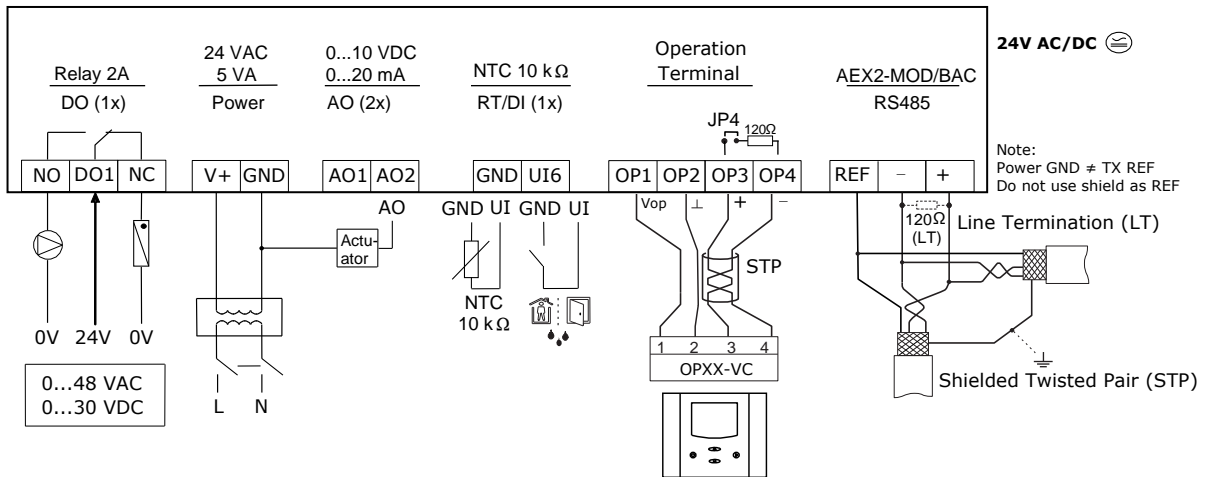 24V AC/DC
Relay 2A
DO (1x)
24 VAC
5 VA
Power
0...10 VDC
0...20 mA
AO (2x)
NTC 10 kΩ
RT/DI (1x)
Operation
Terminal
AEX2-MOD/BAC
RS485
JP4
120Ω
NO DO1 NC
V+ GND
AO1 AO2
GND UI6
OP1 OP2 OP3 OP4
REF − +
Note:
Power GND ≠ TX REF
Do not use shield as REF
AO
GND UI GND UI
Vop ⊥ + −
120Ω
(LT)
Line Termination (LT)
Actu-
ator
STP
NTC
10 kΩ
0V 24V 0V
0...48 VAC
0...30 VDC
L N
1 2 3 4
OPXX-VC
Shielded Twisted Pair (STP)